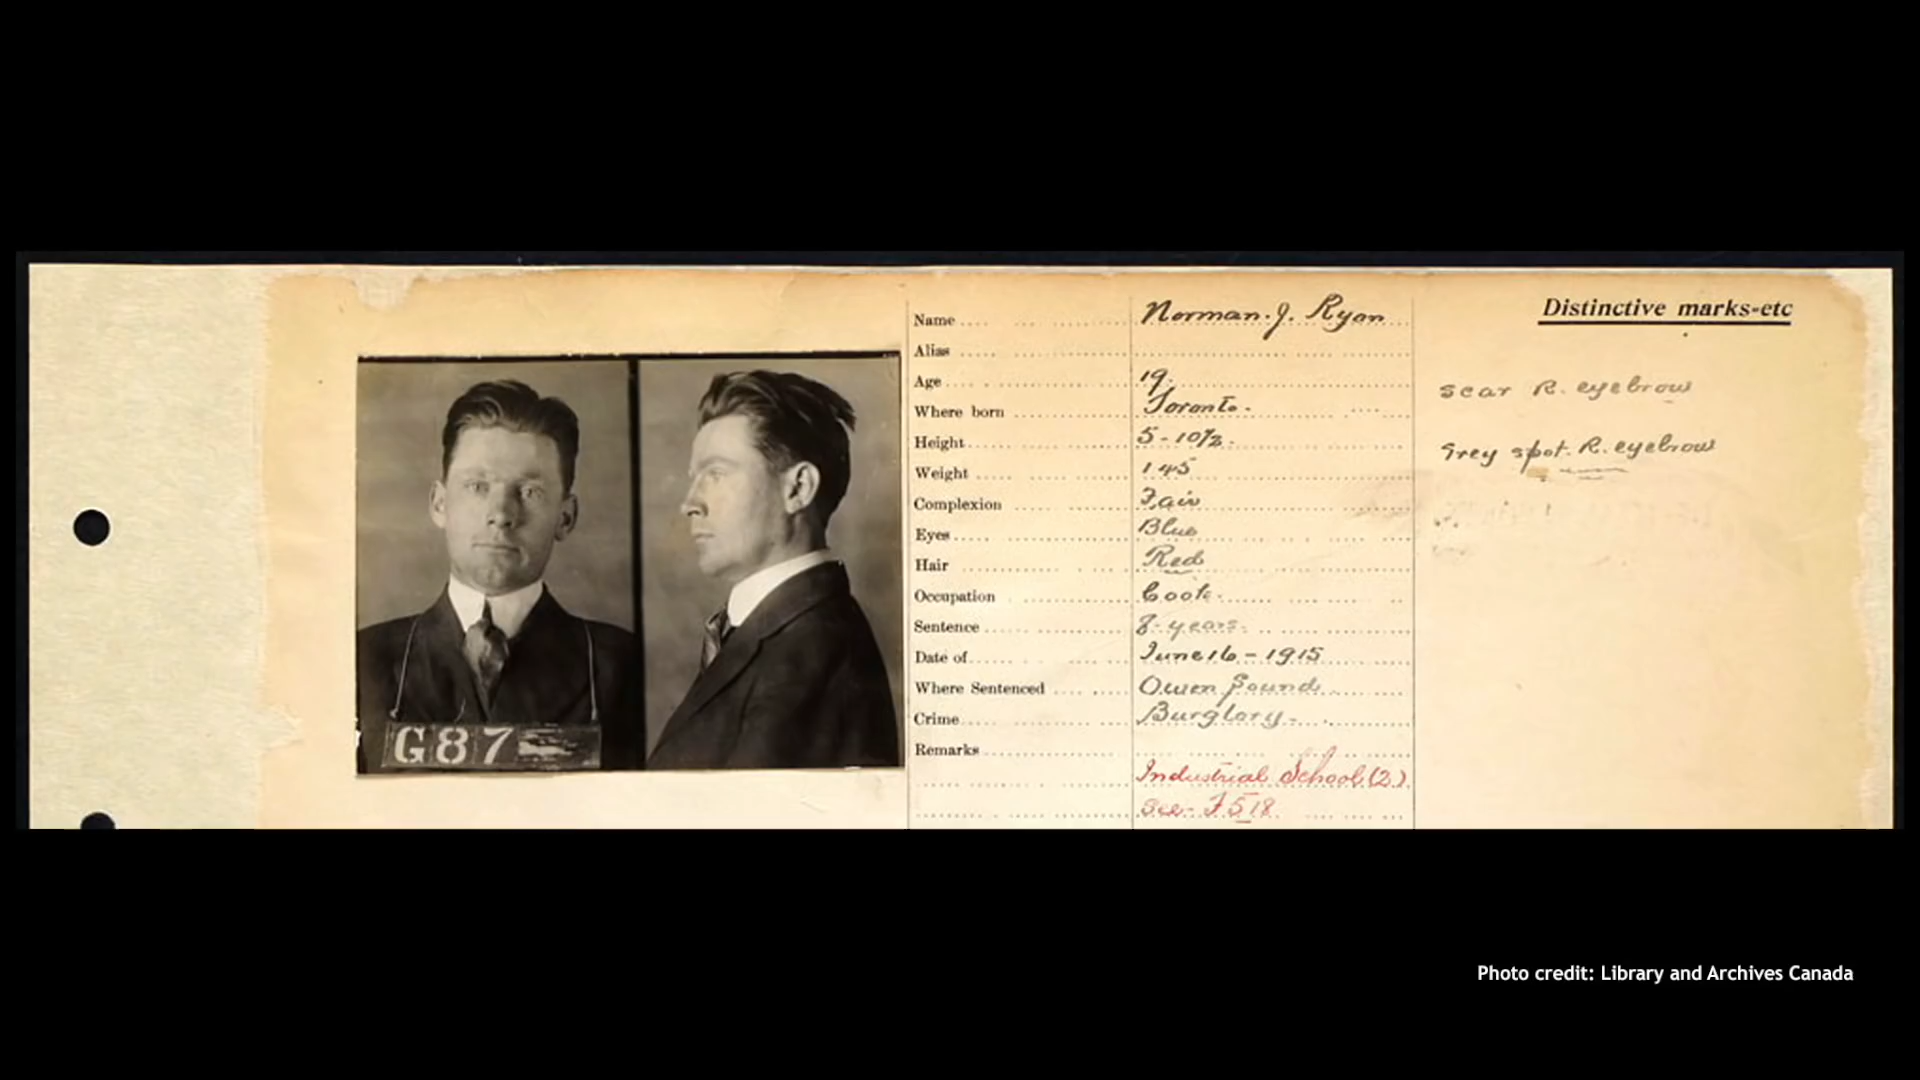 Name Norman. J. Ryan
Alias
Age 19.
Where born Toronto.
Height 5-10½.
Weight 145
Complexion Fair
Eyes Blue
Hair Red
Occupation Cook.
Sentence 8-years.
Date of June 16-1915
Where Sentenced Owen Sound
Crime Burglary.
Remarks
Industrial School (2).
See- F518
Distinctive marks-etc
scar R. eyebrow
Grey spot. R. eyebrow
G87
Photo credit: Library and Archives Canada